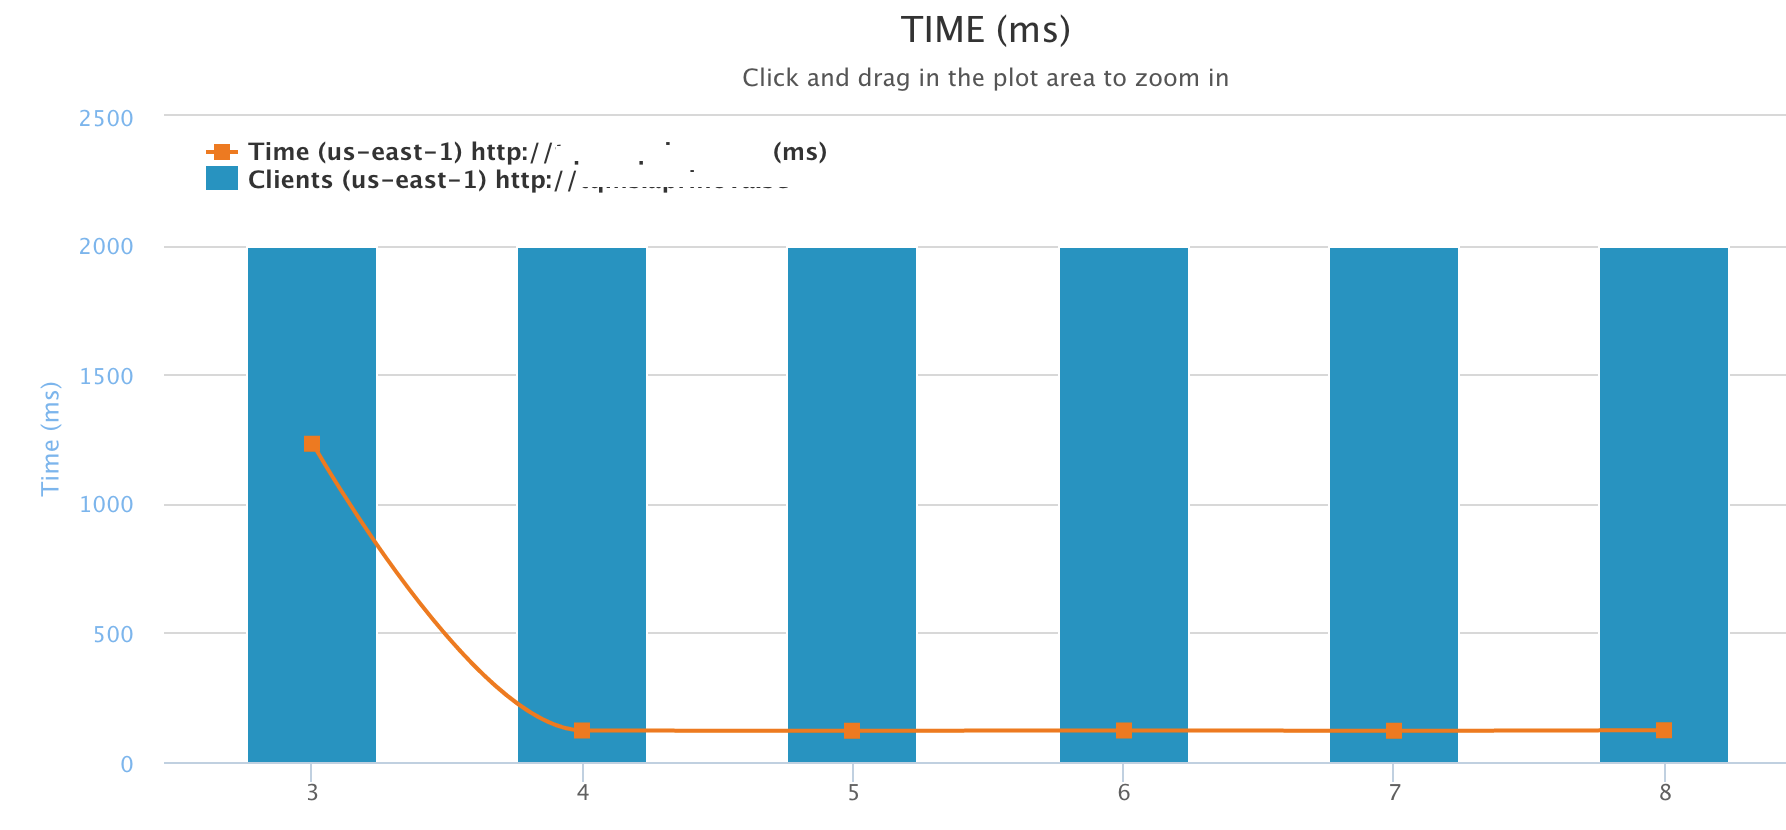 TIME (ms)
Click and drag in the plot area to zoom in
2500
Time (us-east-1) http:// (ms)
Clients (us-east-1) http://
2000
1500
Time (ms)
1000
500
0
3 4 5 6 7 8